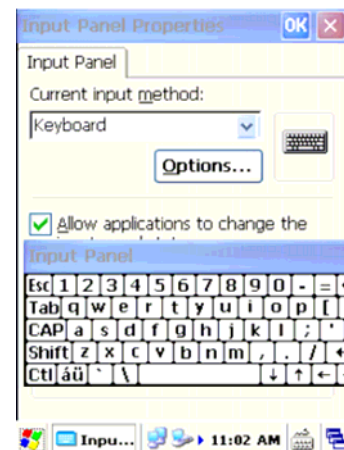 Input Panel Properties OK
Input Panel
Current input method:
Keyboard
Options...
Allow applications to change the
Input Panel
Esc 1 2 3 4 5 6 7 8 9 0 - =
Tab q w e r t y u i o p [
CAP a s d f g h j k l ; '
Shift z x c v b n m , . /
Ctl áü ` \ ↓ ↑ ←
Inpu... 11:02 AM